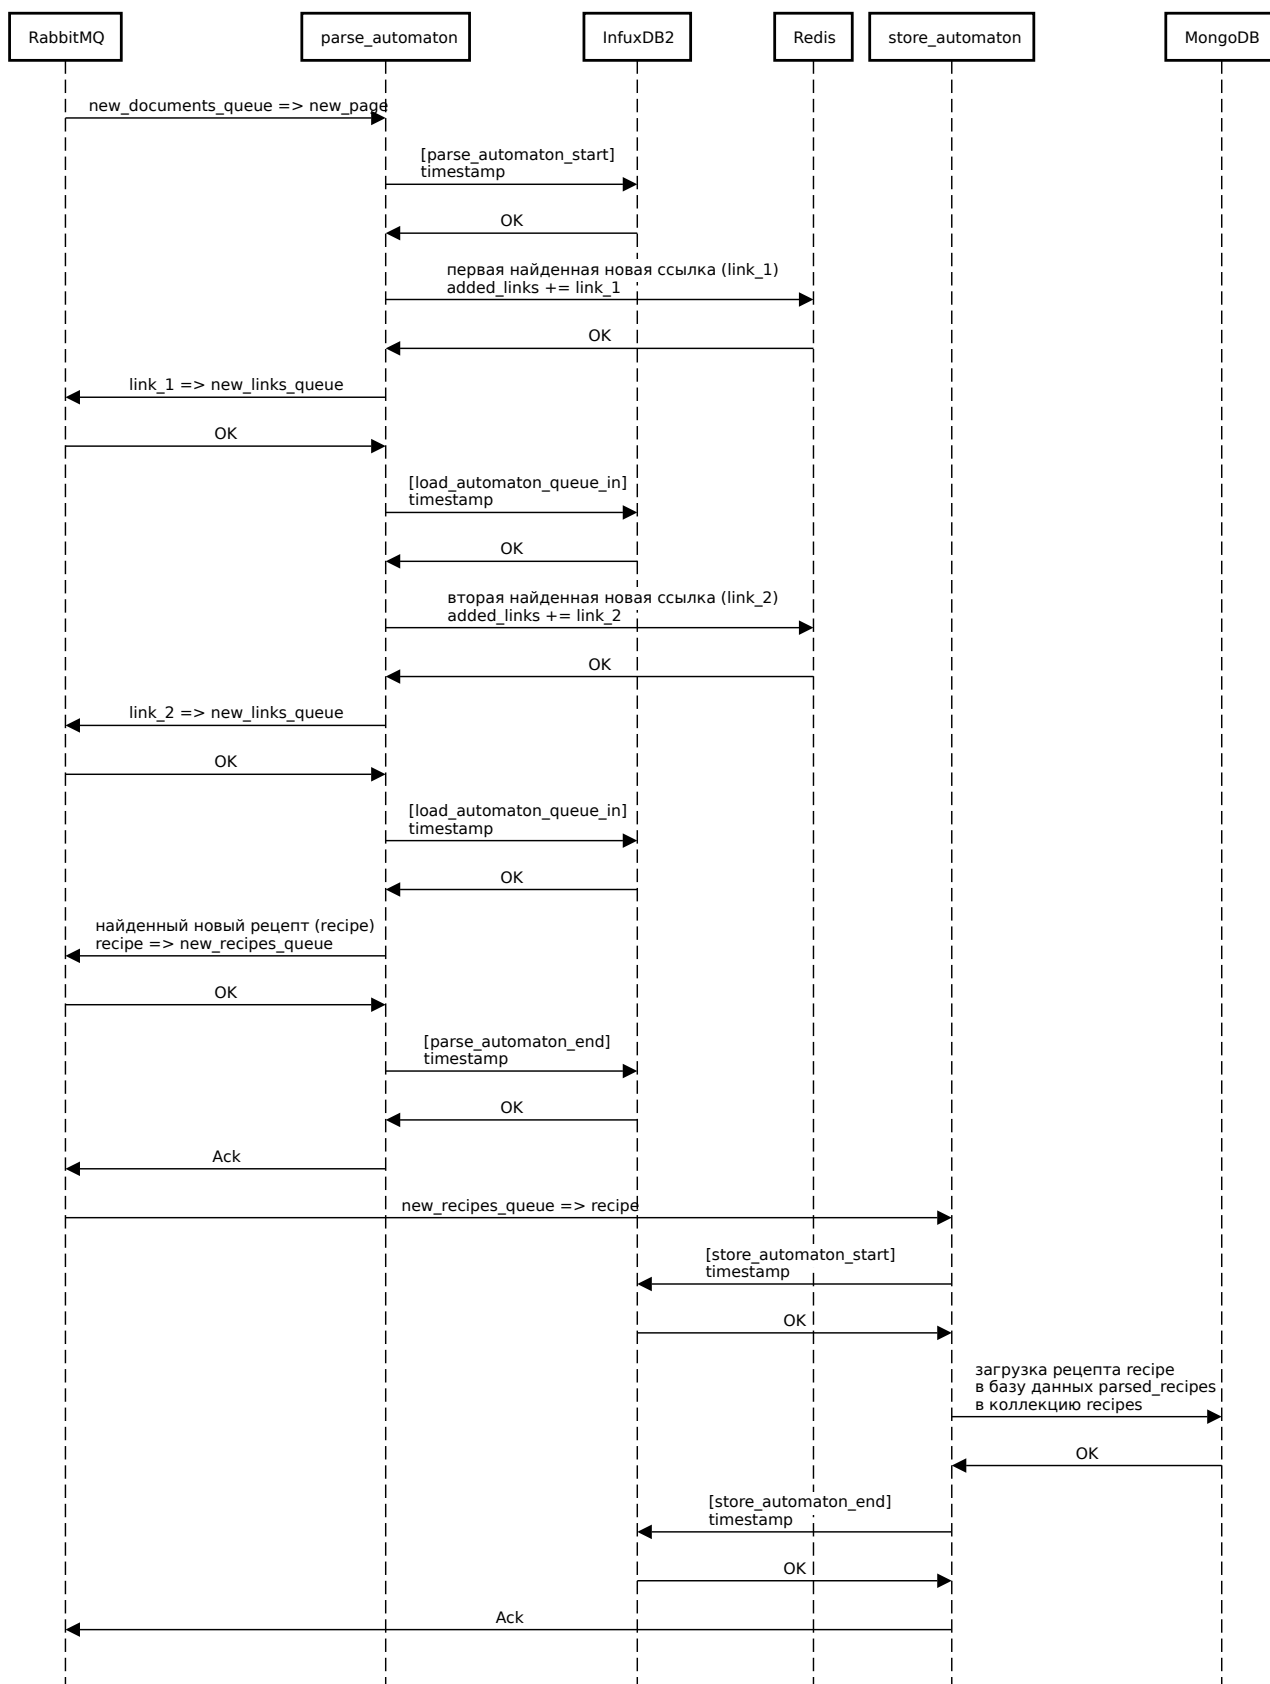 RabbitMQ
parse_automaton
InfuxDB2
Redis
store_automaton
MongoDB
new_documents_queue => new_page
[parse_automaton_start]
timestamp
OK
первая найденная новая ссылка (link_1)
added_links += link_1
OK
link_1 => new_links_queue
OK
[load_automaton_queue_in]
timestamp
OK
вторая найденная новая ссылка (link_2)
added_links += link_2
OK
link_2 => new_links_queue
OK
[load_automaton_queue_in]
timestamp
OK
найденный новый рецепт (recipe)
recipe => new_recipes_queue
OK
[parse_automaton_end]
timestamp
OK
Ack
new_recipes_queue => recipe
[store_automaton_start]
timestamp
OK
загрузка рецепта recipe
в базу данных parsed_recipes
в коллекцию recipes
OK
[store_automaton_end]
timestamp
OK
Ack